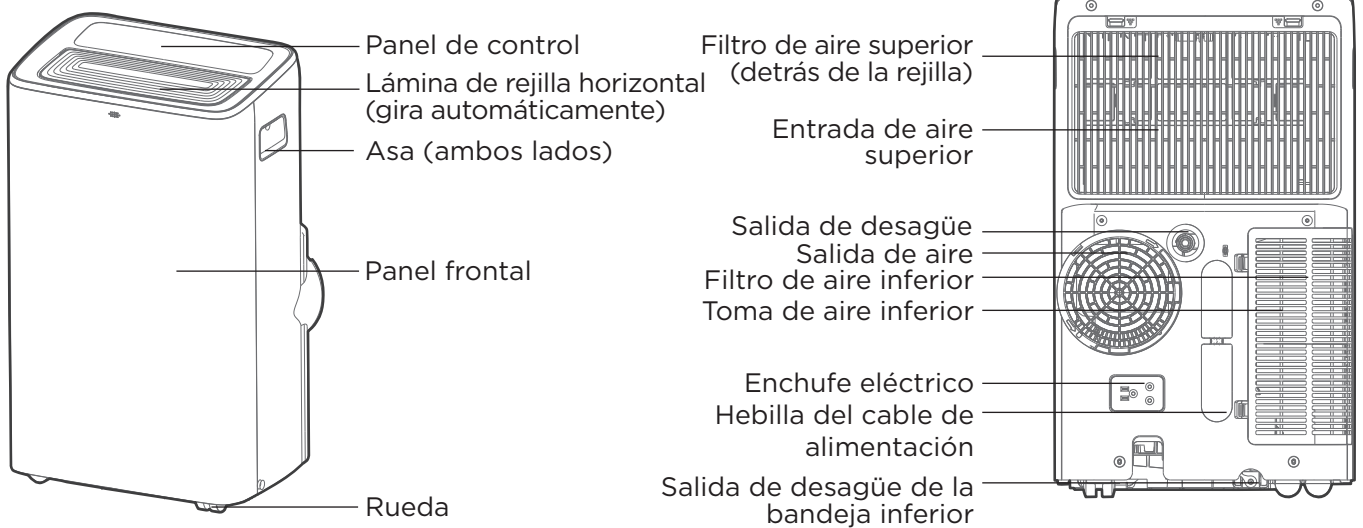 Panel de control
Lámina de rejilla horizontal
(gira automáticamente)
Asa (ambos lados)
Panel frontal
Rueda
Filtro de aire superior
(detrás de la rejilla)
Entrada de aire
superior
Salida de desagüe
Salida de aire
Filtro de aire inferior
Toma de aire inferior
Enchufe eléctrico
Hebilla del cable de
alimentación
Salida de desagüe de la
bandeja inferior